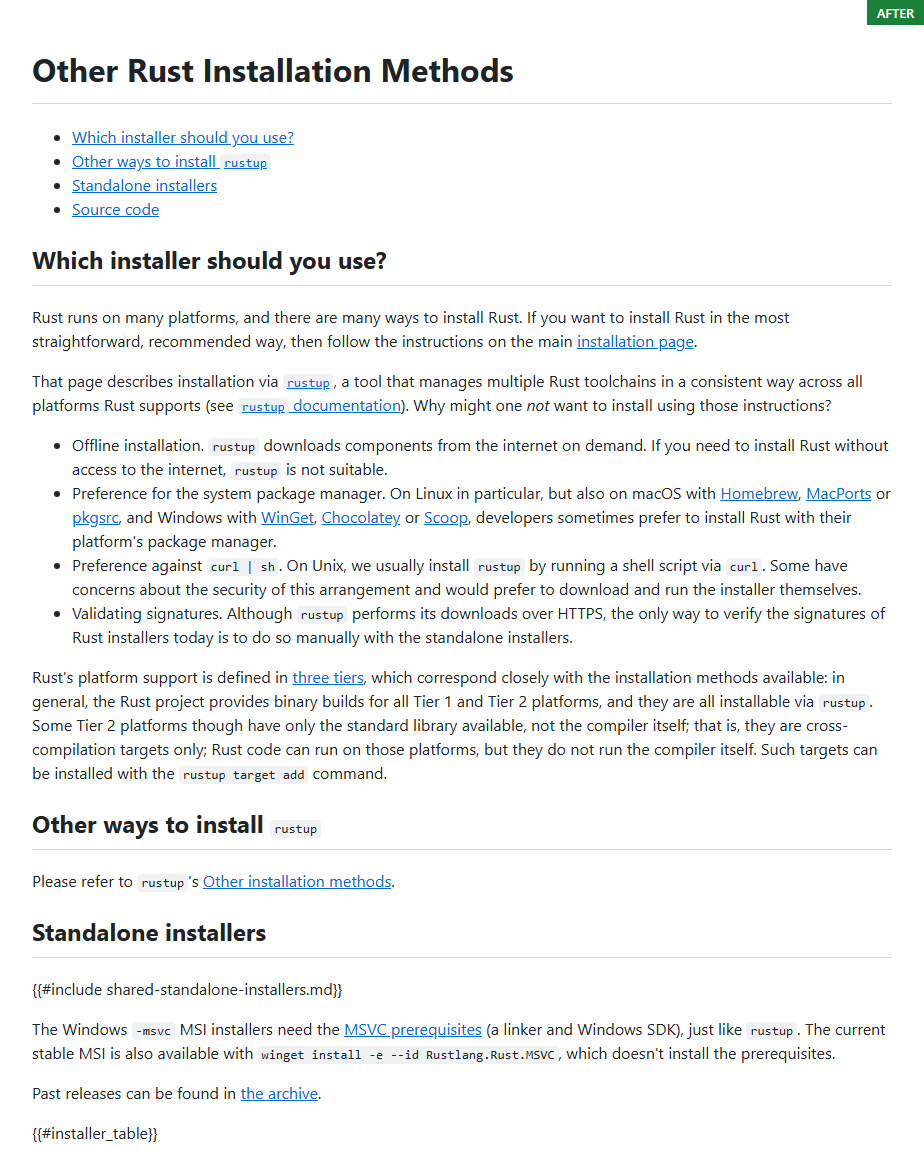 AFTER
Other Rust Installation Methods
Which installer should you use?
Other ways to install rustup
Standalone installers
Source code
Which installer should you use?
Rust runs on many platforms, and there are many ways to install Rust. If you want to install Rust in the most
straightforward, recommended way, then follow the instructions on the main installation page.
That page describes installation via rustup, a tool that manages multiple Rust toolchains in a consistent way across all
platforms Rust supports (see rustup documentation). Why might one not want to install using those instructions?
Offline installation. rustup downloads components from the internet on demand. If you need to install Rust without
access to the internet, rustup is not suitable.
Preference for the system package manager. On Linux in particular, but also on macOS with Homebrew, MacPorts or
pkgsrc, and Windows with WinGet, Chocolatey or Scoop, developers sometimes prefer to install Rust with their
platform's package manager.
Preference against curl | sh. On Unix, we usually install rustup by running a shell script via curl. Some have
concerns about the security of this arrangement and would prefer to download and run the installer themselves.
Validating signatures. Although rustup performs its downloads over HTTPS, the only way to verify the signatures of
Rust installers today is to do so manually with the standalone installers.
Rust's platform support is defined in three tiers, which correspond closely with the installation methods available: in
general, the Rust project provides binary builds for all Tier 1 and Tier 2 platforms, and they are all installable via rustup.
Some Tier 2 platforms though have only the standard library available, not the compiler itself; that is, they are cross-
compilation targets only; Rust code can run on those platforms, but they do not run the compiler itself. Such targets can
be installed with the rustup target add command.
Other ways to install rustup
Please refer to rustup's Other installation methods.
Standalone installers
{{#include shared-standalone-installers.md}}
The Windows -msvc MSI installers need the MSVC prerequisites (a linker and Windows SDK), just like rustup. The current
stable MSI is also available with winget install -e --id Rustlang.Rust.MSVC, which doesn't install the prerequisites.
Past releases can be found in the archive.
{{#installer_table}}